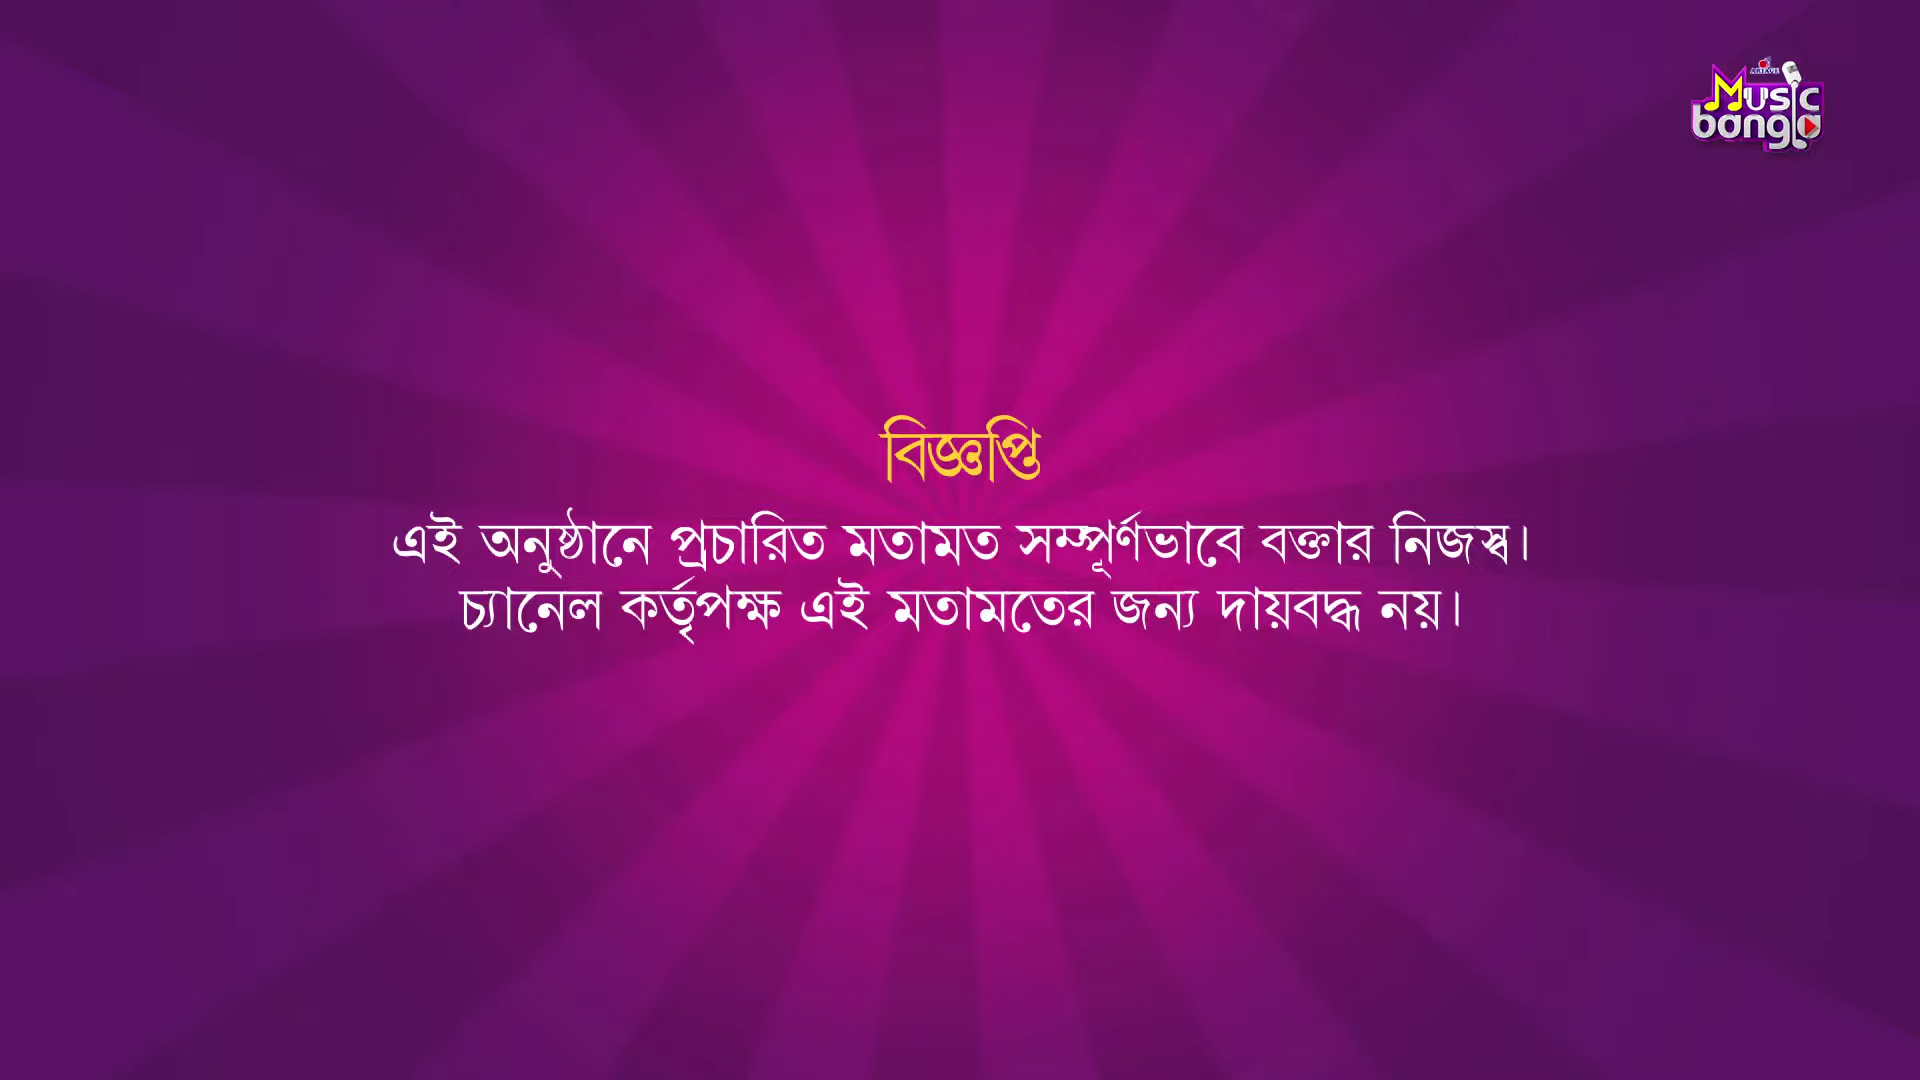 Music
bangla
বিজ্ঞপ্তি
এই অনুষ্ঠানে প্রচারিত মতামত সম্পূর্ণভাবে বক্তার নিজস্ব।
চ্যানেল কর্তৃপক্ষ এই মতামতের জন্য দায়বদ্ধ নয়।